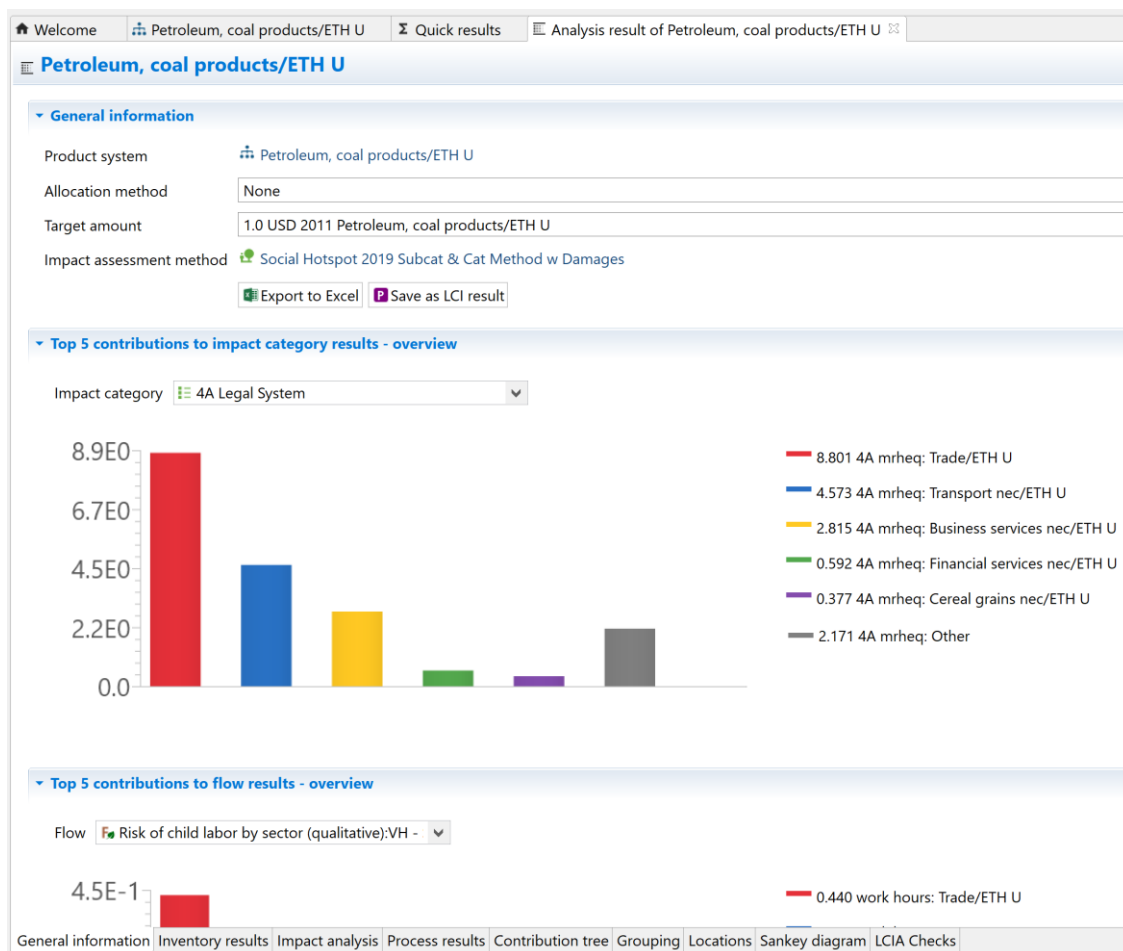 Welcome Petroleum, coal products/ETH U Σ Quick results Analysis result of Petroleum, coal products/ETH U
Petroleum, coal products/ETH U
General information
Product system Petroleum, coal products/ETH U
Allocation method None
Target amount 1.0 USD 2011 Petroleum, coal products/ETH U
Impact assessment method Social Hotspot 2019 Subcat & Cat Method w Damages
Export to Excel P Save as LCI result
Top 5 contributions to impact category results - overview
Impact category 4A Legal System
8.9E0
6.7E0
4.5E0
2.2E0
0.0
8.801 4A mrheq: Trade/ETH U
4.573 4A mrheq: Transport nec/ETH U
2.815 4A mrheq: Business services nec/ETH U
0.592 4A mrheq: Financial services nec/ETH U
0.377 4A mrheq: Cereal grains nec/ETH U
2.171 4A mrheq: Other
Top 5 contributions to flow results - overview
Flow Risk of child labor by sector (qualitative):VH -
4.5E-1
0.440 work hours: Trade/ETH U
General information Inventory results Impact analysis Process results Contribution tree Grouping Locations Sankey diagram LCIA Checks